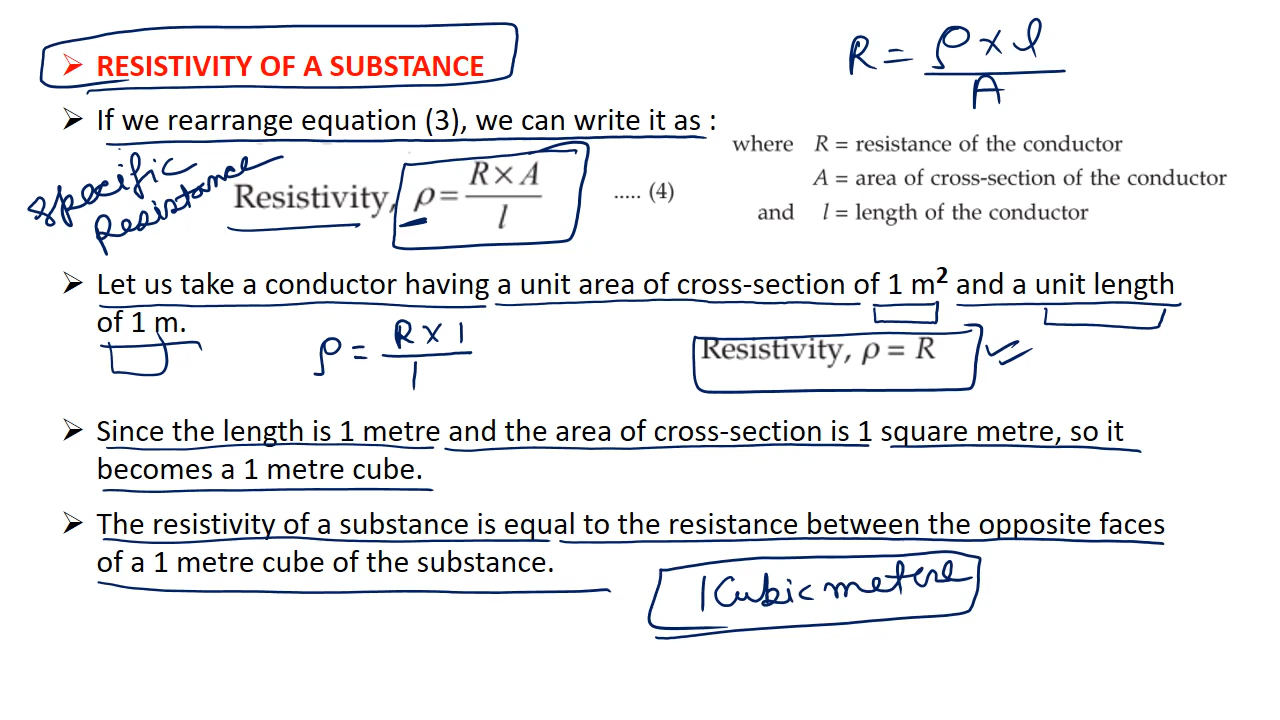 ➤ RESISTIVITY OF A SUBSTANCE
R = ρ × l / A
➤ If we rearrange equation (3), we can write it as :
specific
Resistance
Resistivity, ρ = R × A / l ..... (4)
where R = resistance of the conductor
A = area of cross-section of the conductor
and l = length of the conductor
➤ Let us take a conductor having a unit area of cross-section of 1 m² and a unit length
of 1 m.
ρ = R × 1 / 1
Resistivity, ρ = R
➤ Since the length is 1 metre and the area of cross-section is 1 square metre, so it
becomes a 1 metre cube.
➤ The resistivity of a substance is equal to the resistance between the opposite faces
of a 1 metre cube of the substance.
1 Cubic metere